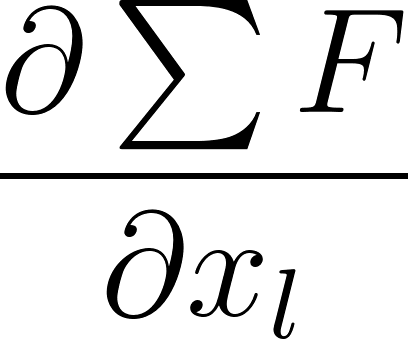 ∂ ∑ F
∂x_l